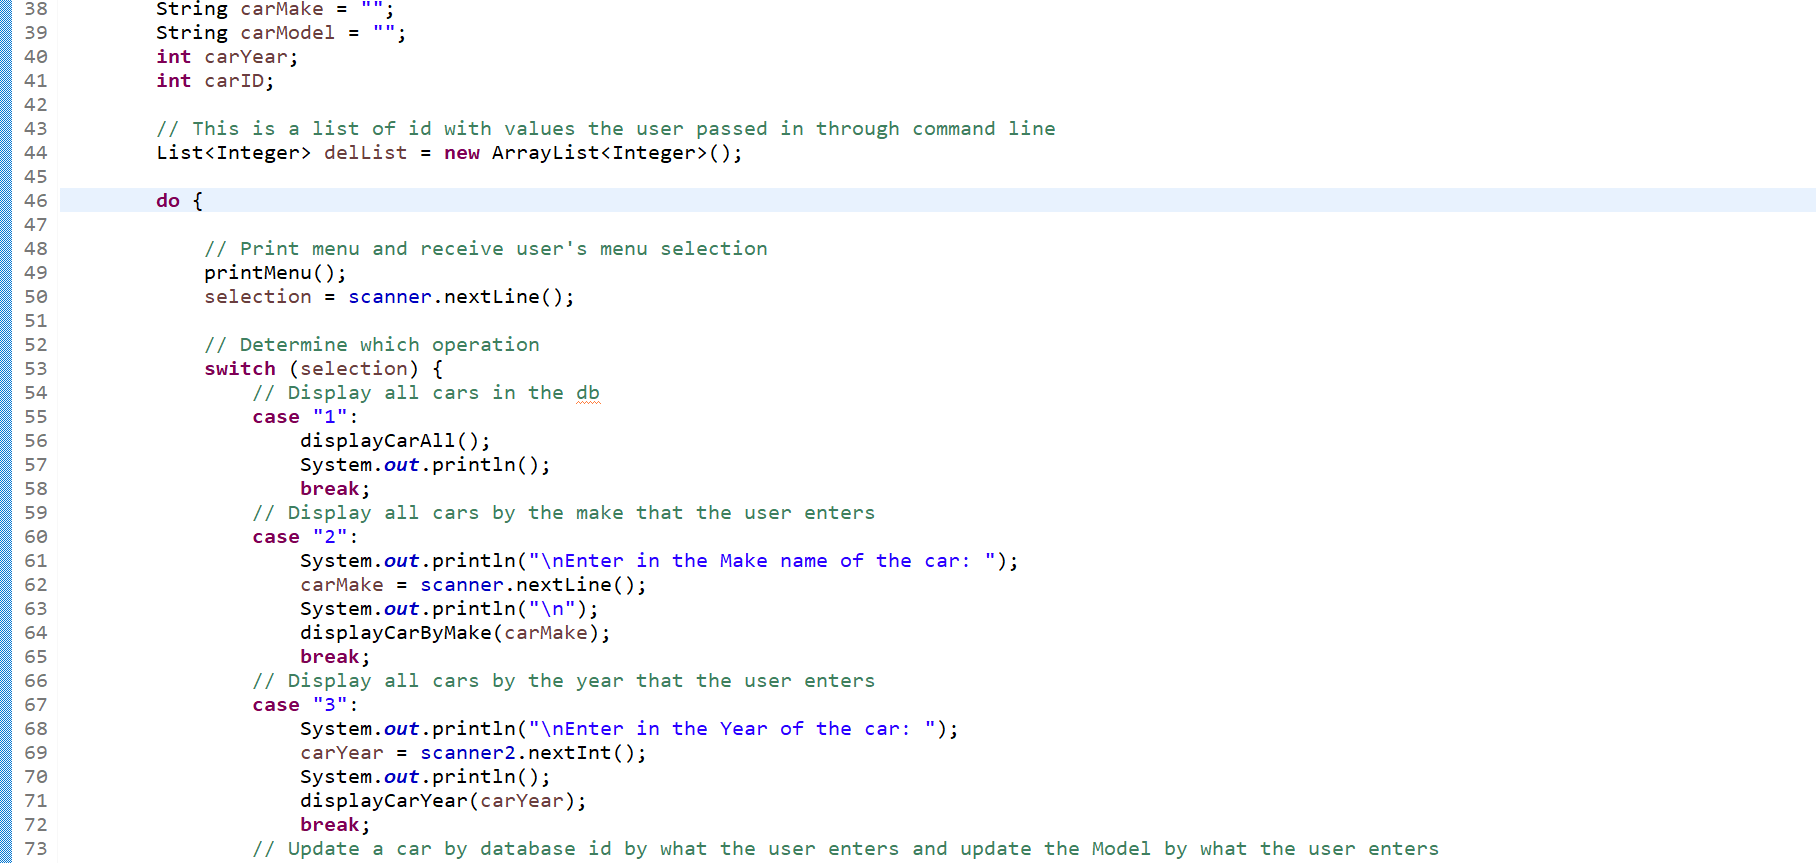 38 String carMake = "";
39 String carModel = "";
40 int carYear;
41 int carID;
42
43 // This is a list of id with values the user passed in through command line
44 List<Integer> delList = new ArrayList<Integer>();
45
46 do {
47
48 // Print menu and receive user's menu selection
49 printMenu();
50 selection = scanner.nextLine();
51
52 // Determine which operation
53 switch (selection) {
54 // Display all cars in the db
55 case "1":
56 displayCarAll();
57 System.out.println();
58 break;
59 // Display all cars by the make that the user enters
60 case "2":
61 System.out.println("\nEnter in the Make name of the car: ");
62 carMake = scanner.nextLine();
63 System.out.println("\n");
64 displayCarByMake(carMake);
65 break;
66 // Display all cars by the year that the user enters
67 case "3":
68 System.out.println("\nEnter in the Year of the car: ");
69 carYear = scanner2.nextInt();
70 System.out.println();
71 displayCarYear(carYear);
72 break;
73 // Update a car by database id by what the user enters and update the Model by what the user enters